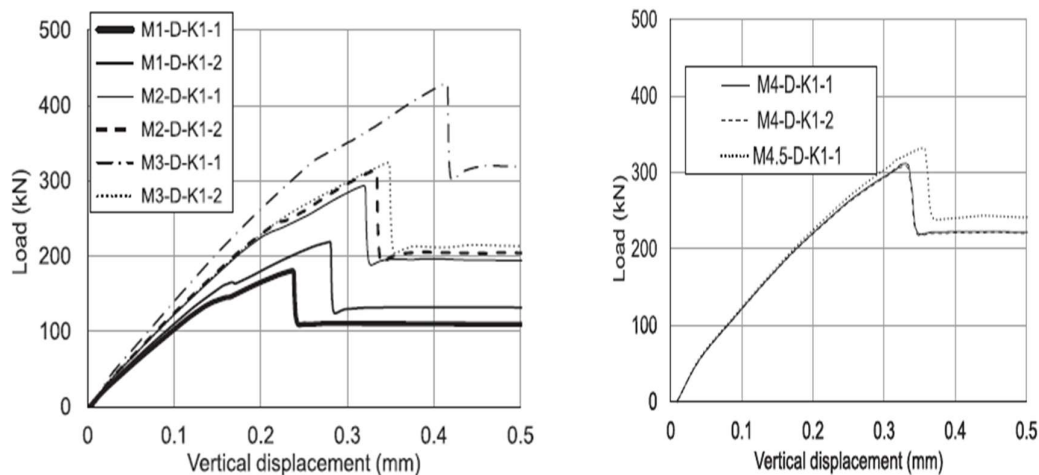 500
400
300
200
100
0
Load (kN)
M1-D-K1-1
M1-D-K1-2
M2-D-K1-1
M2-D-K1-2
M3-D-K1-1
M3-D-K1-2
0 0.1 0.2 0.3 0.4 0.5
Vertical displacement (mm)
500
400
300
200
100
0
Load (kN)
M4-D-K1-1
M4-D-K1-2
M4.5-D-K1-1
0 0.1 0.2 0.3 0.4 0.5
Vertical displacement (mm)